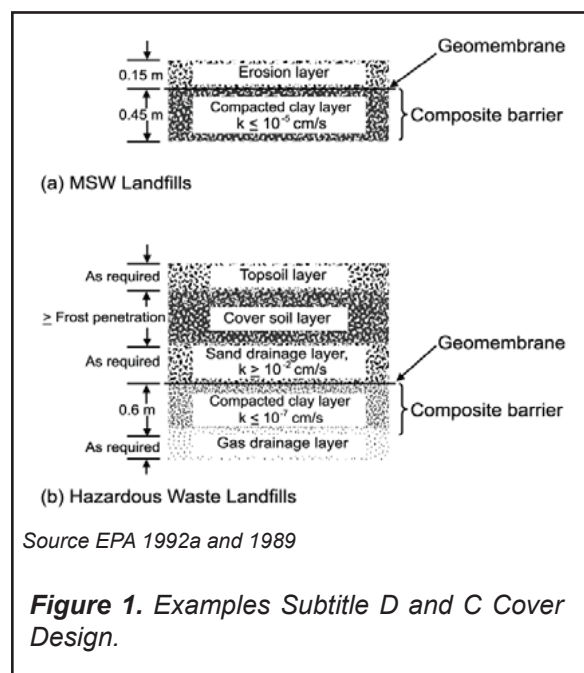 Geomembrane
0.15 m
Erosion layer
0.45 m
Compacted clay layer
k ≤ 10⁻⁵ cm/s
Composite barrier
(a) MSW Landfills
As required
Topsoil layer
≥ Frost penetration
Cover soil layer
Geomembrane
As required
Sand drainage layer,
k ≥ 10⁻² cm/s
0.6 m
Compacted clay layer
k ≤ 10⁻⁷ cm/s
Composite barrier
As required
Gas drainage layer
(b) Hazardous Waste Landfills
Source EPA 1992a and 1989
Figure 1. Examples Subtitle D and C Cover
Design.